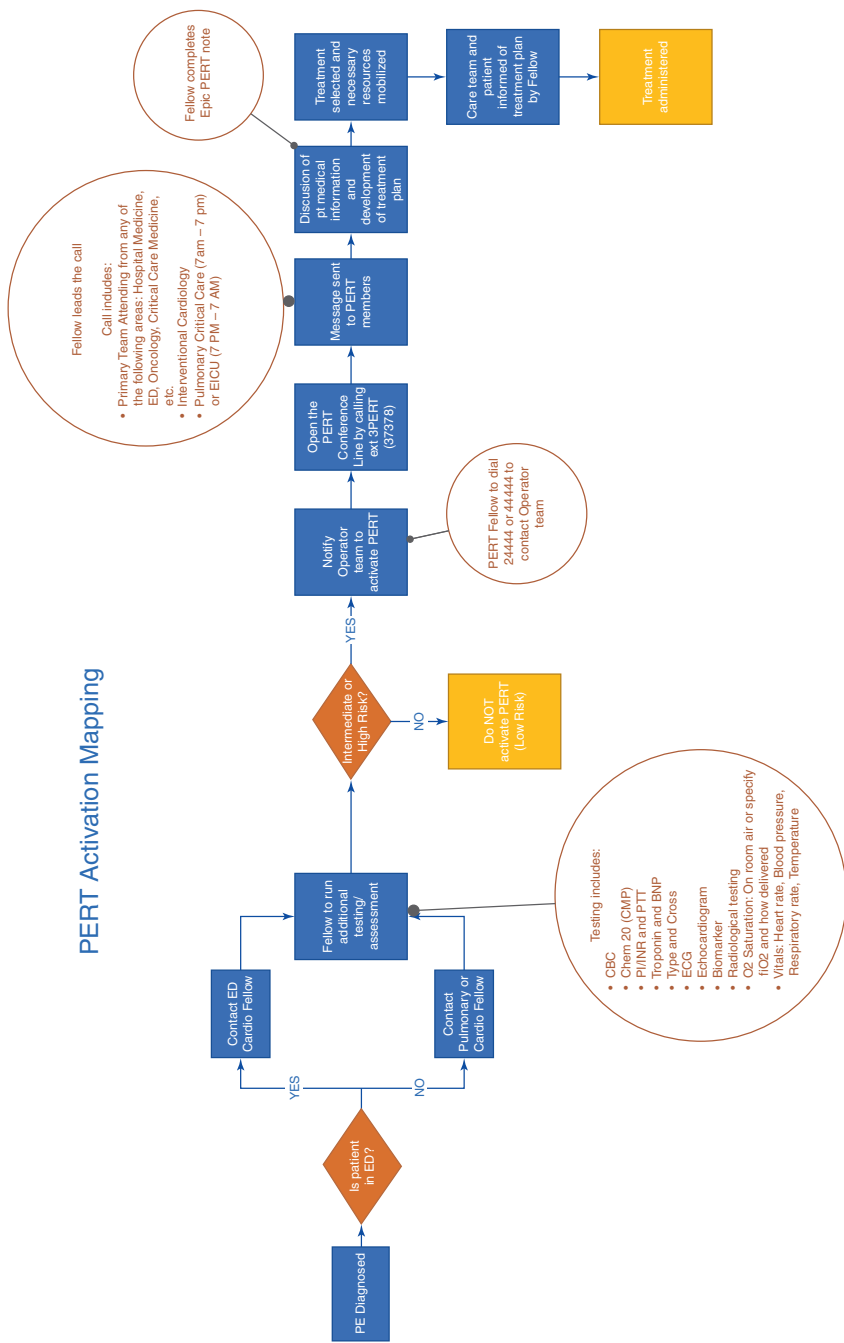 PERT Activation Mapping
PE Diagnosed
Is patient
in ED?
YES
NO
Contact ED
Cardio Fellow
Contact
Pulmonary or
Cardio Fellow
Fellow to run
additional
testing/
assessment
Testing includes:
• CBC
• Chem 20 (CMP)
• PI/INR and PTT
• Troponin and BNP
• Type and Cross
• ECG
• Echocardiogram
• Biomarker
• Radiological testing
• O2 Saturation: On room air or specify
fiO2 and how delivered
• Vitals: Heart rate, Blood pressure,
Respiratory rate, Temperature
Intermediate or
High Risk?
YES
NO
Do NOT
activate PERT
(Low Risk)
Notify
Operator
team to
activate PERT
PERT Fellow to dial
24444 or 44444 to
contact Operator
team
Open the
PERT
Conference
Line by calling
ext 3PERT
(37378)
Message sent
to PERT
members
Fellow leads the call
Call includes:
• Primary Team Attending from any of
the following areas: Hospital Medicine,
ED, Oncology, Critical Care Medicine,
etc.
• Interventional Cardiology
• Pulmonary Critical Care (7am – 7 pm)
or EICU (7 PM – 7 AM)
Discusion of
pt medical
information
and
development
of treatment
plan
Fellow completes
Epic PERT note
Treatment
selected and
necessary
resources
mobilized
Care team and
patient
informed of
treatment plan
by Fellow
Treatment
administered